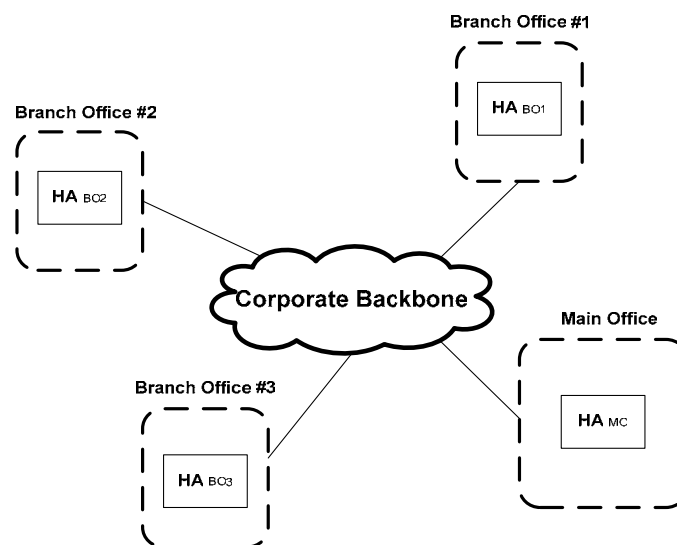 Branch Office #1
HA BO1
Branch Office #2
HA BO2
Corporate Backbone
Main Office
HA MC
Branch Office #3
HA BO3